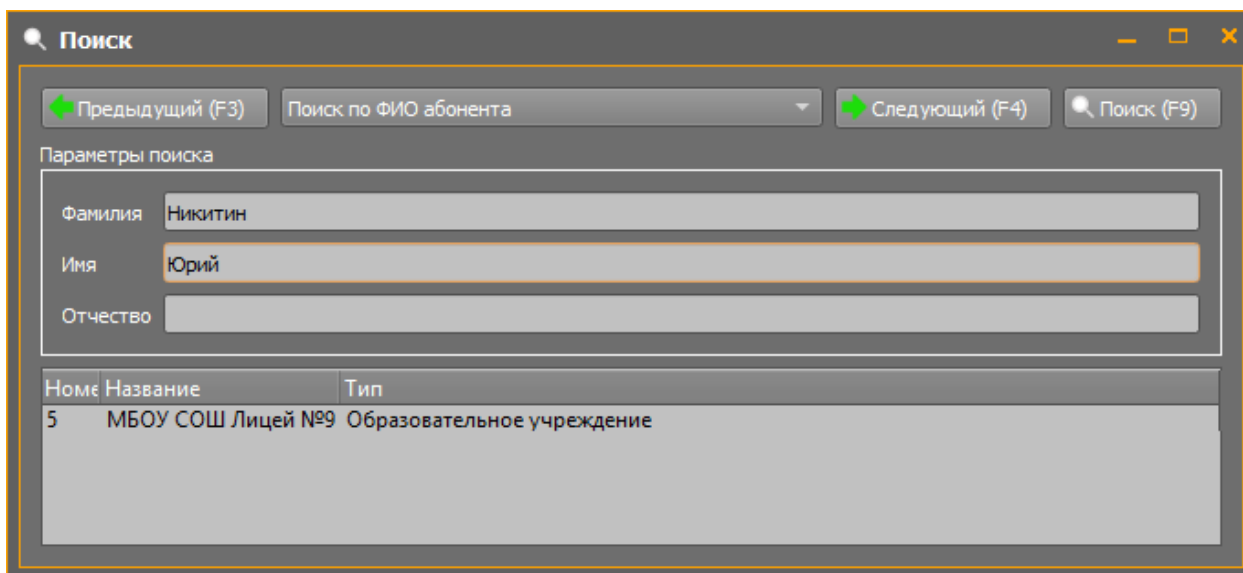 Поиск
Предыдущий (F3) Поиск по ФИО абонента Следующий (F4) Поиск (F9)
Параметры поиска
Фамилия Никитин
Имя Юрий
Отчество
Номе Название Тип
5 МБОУ СОШ Лицей №9 Образовательное учреждение